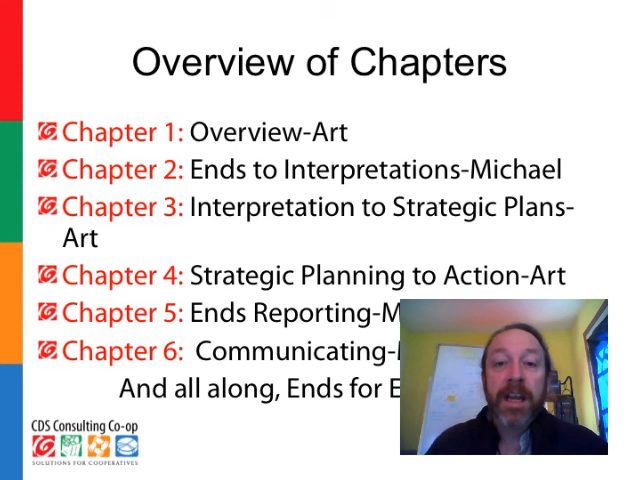 Overview of Chapters
Chapter 1: Overview-Art
Chapter 2: Ends to Interpretations-Michael
Chapter 3: Interpretation to Strategic Plans-
Art
Chapter 4: Strategic Planning to Action-Art
Chapter 5: Ends Reporting-M
Chapter 6: Communicating-
And all along, Ends for E
CDS Consulting Co-op
SOLUTIONS FOR COOPERATIVES